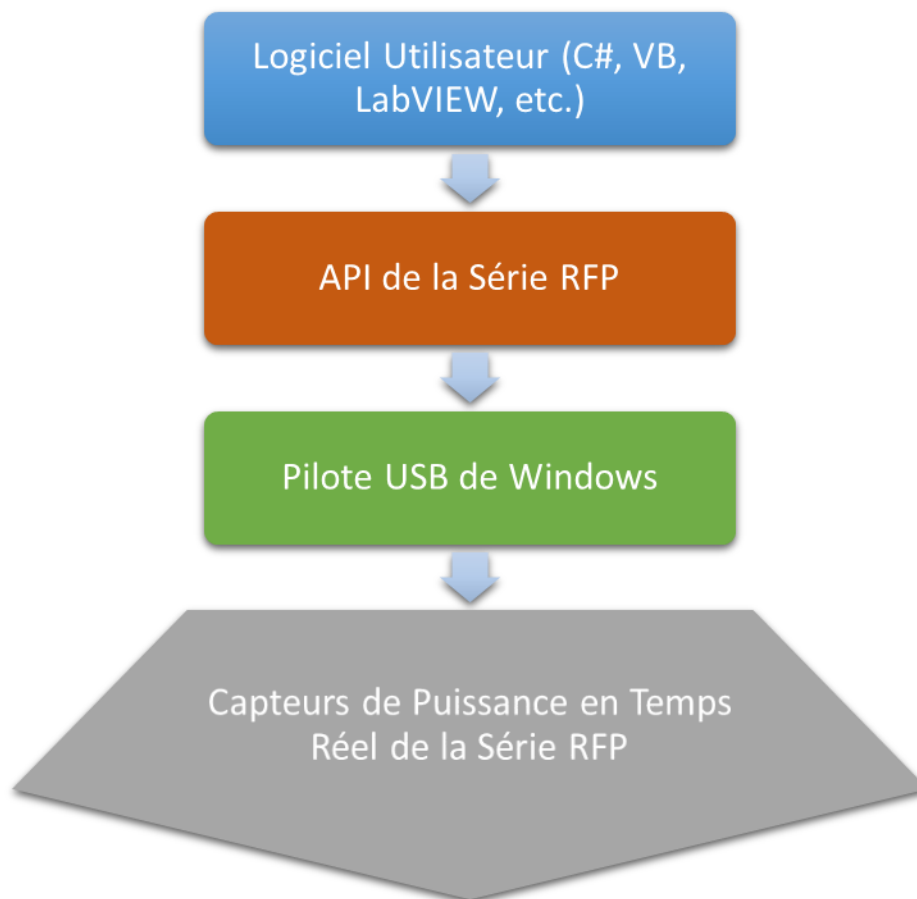 Logiciel Utilisateur (C#, VB,
LabVIEW, etc.)
API de la Série RFP
Pilote USB de Windows
Capteurs de Puissance en Temps
Réel de la Série RFP